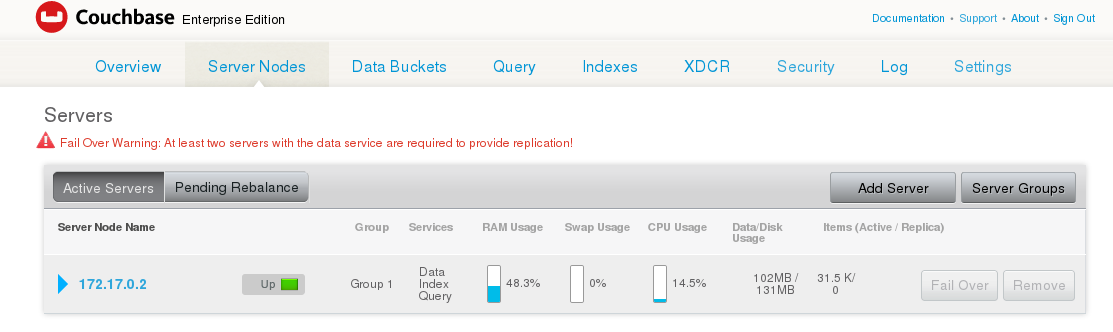 Couchbase Enterprise Edition
Documentation • Support • About • Sign Out
Overview Server Nodes Data Buckets Query Indexes XDCR Security Log Settings
Servers
Fail Over Warning: At least two servers with the data service are required to provide replication!
Active Servers Pending Rebalance Add Server Server Groups
Server Node Name Group Services RAM Usage Swap Usage CPU Usage Data/Disk Usage Items (Active / Replica)
172.17.0.2 Up Group 1 Data Index Query 48.3% 0% 14.5% 102MB / 131MB 31.5 K/ 0 Fail Over Remove